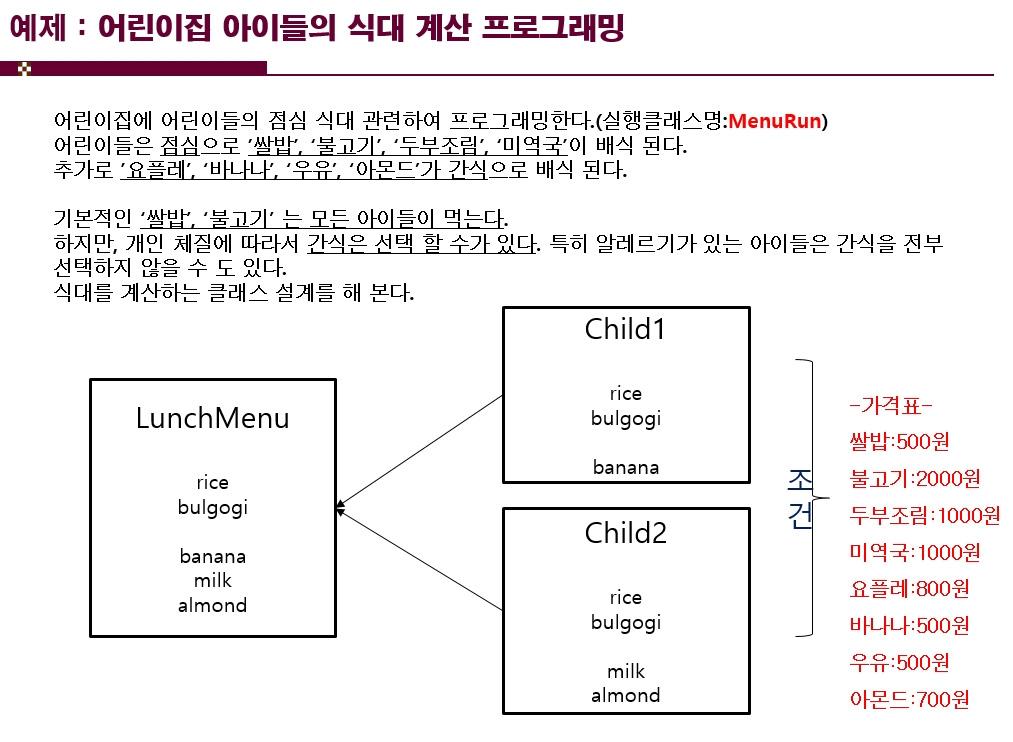 예제 : 어린이집 아이들의 식대 계산 프로그래밍
어린이집에 어린이들의 점심 식대 관련하여 프로그래밍한다.(실행클래스명:MenuRun)
어린이들은 점심으로 ‘쌀밥’, ‘불고기’, ‘두부조림’, ‘미역국’이 배식 된다.
추가로 ‘요플레’, ‘바나나’, ‘우유’, ‘아몬드’가 간식으로 배식 된다.
기본적인 ‘쌀밥’, ‘불고기’ 는 모든 아이들이 먹는다.
하지만, 개인 체질에 따라서 간식은 선택 할 수가 있다. 특히 알레르기가 있는 아이들은 간식을 전부
선택하지 않을 수 도 있다.
식대를 계산하는 클래스 설계를 해 본다.
LunchMenu
rice
bulgogi
banana
milk
almond
Child1
rice
bulgogi
banana
Child2
rice
bulgogi
milk
almond
조
건
-가격표-
쌀밥:500원
불고기:2000원
두부조림:1000원
미역국:1000원
요플레:800원
바나나:500원
우유:500원
아몬드:700원